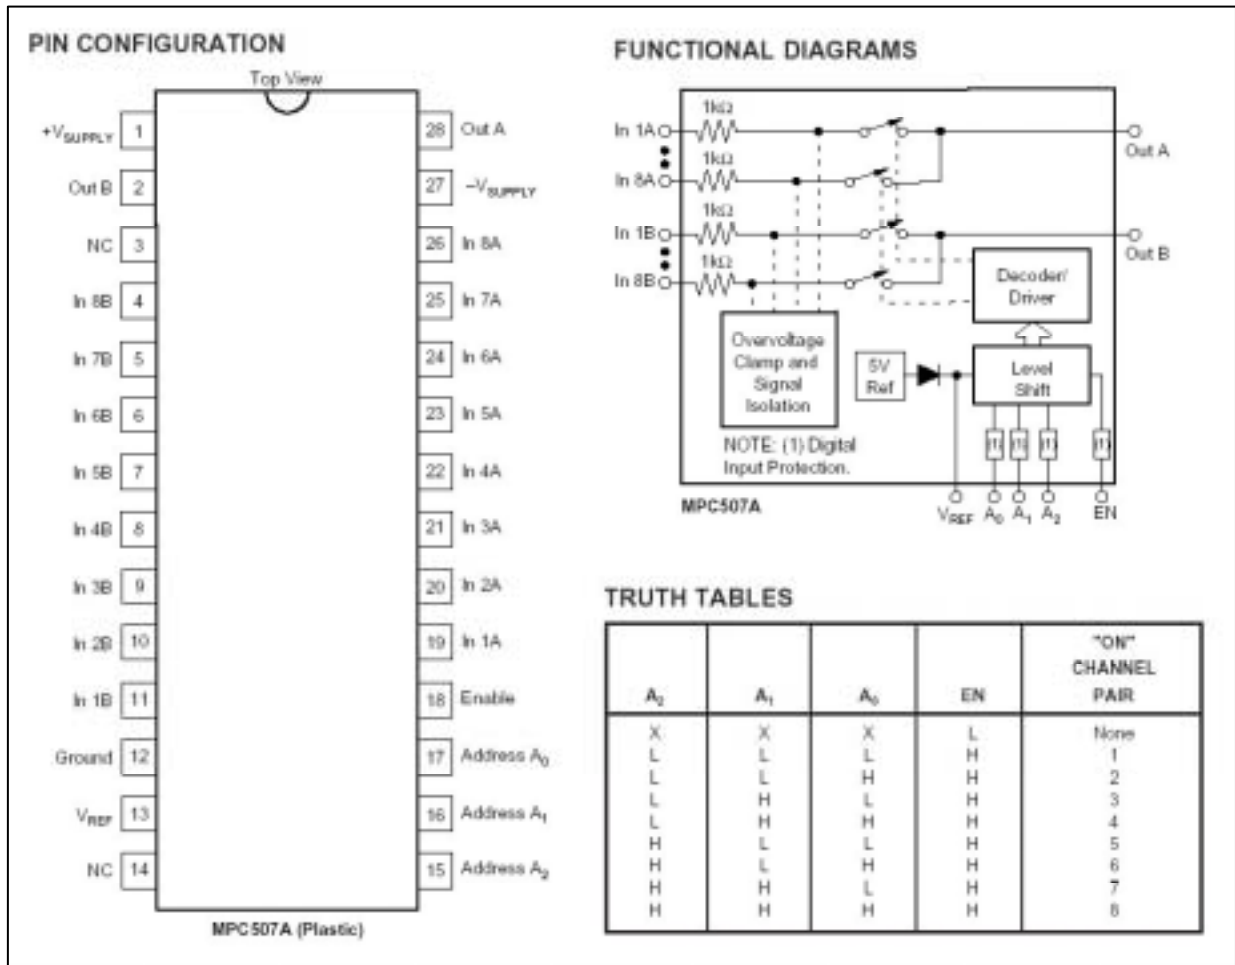 PIN CONFIGURATION
Top View
+VSUPPLY 1
Out B 2
NC 3
In 8B 4
In 7B 5
In 6B 6
In 5B 7
In 4B 8
In 3B 9
In 2B 10
In 1B 11
Ground 12
VREF 13
NC 14
28 Out A
27 –VSUPPLY
26 In 8A
25 In 7A
24 In 6A
23 In 5A
22 In 4A
21 In 3A
20 In 2A
19 In 1A
18 Enable
17 Address A0
16 Address A1
15 Address A2
MPC507A (Plastic)
FUNCTIONAL DIAGRAMS
1kΩ
In 1A
Out A
1kΩ
In 8A
1kΩ
In 1B
Out B
1kΩ
In 8B
Decoder/
Driver
Overvoltage
Clamp and
Signal
Isolation
5V
Ref
Level
Shift
(1) (1) (1) (1)
NOTE: (1) Digital
Input Protection.
MPC507A
VREF A0 A1 A2 EN
TRUTH TABLES
A2 A1 A0 EN "ON"
CHANNEL
PAIR
X X X L None
L L L H 1
L L H H 2
L H L H 3
L H H H 4
H L L H 5
H L H H 6
H H L H 7
H H H H 8